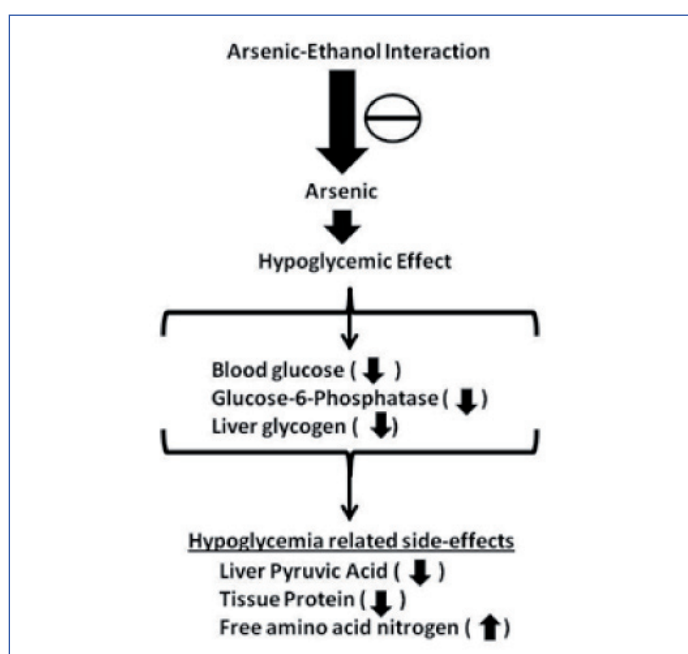 Arsenic-Ethanol Interaction
Arsenic
Hypoglycemic Effect
Blood glucose (⬇)
Glucose-6-Phosphatase (⬇)
Liver glycogen (⬇)
Hypoglycemia related side-effects
Liver Pyruvic Acid (⬇)
Tissue Protein (⬇)
Free amino acid nitrogen (⬆)